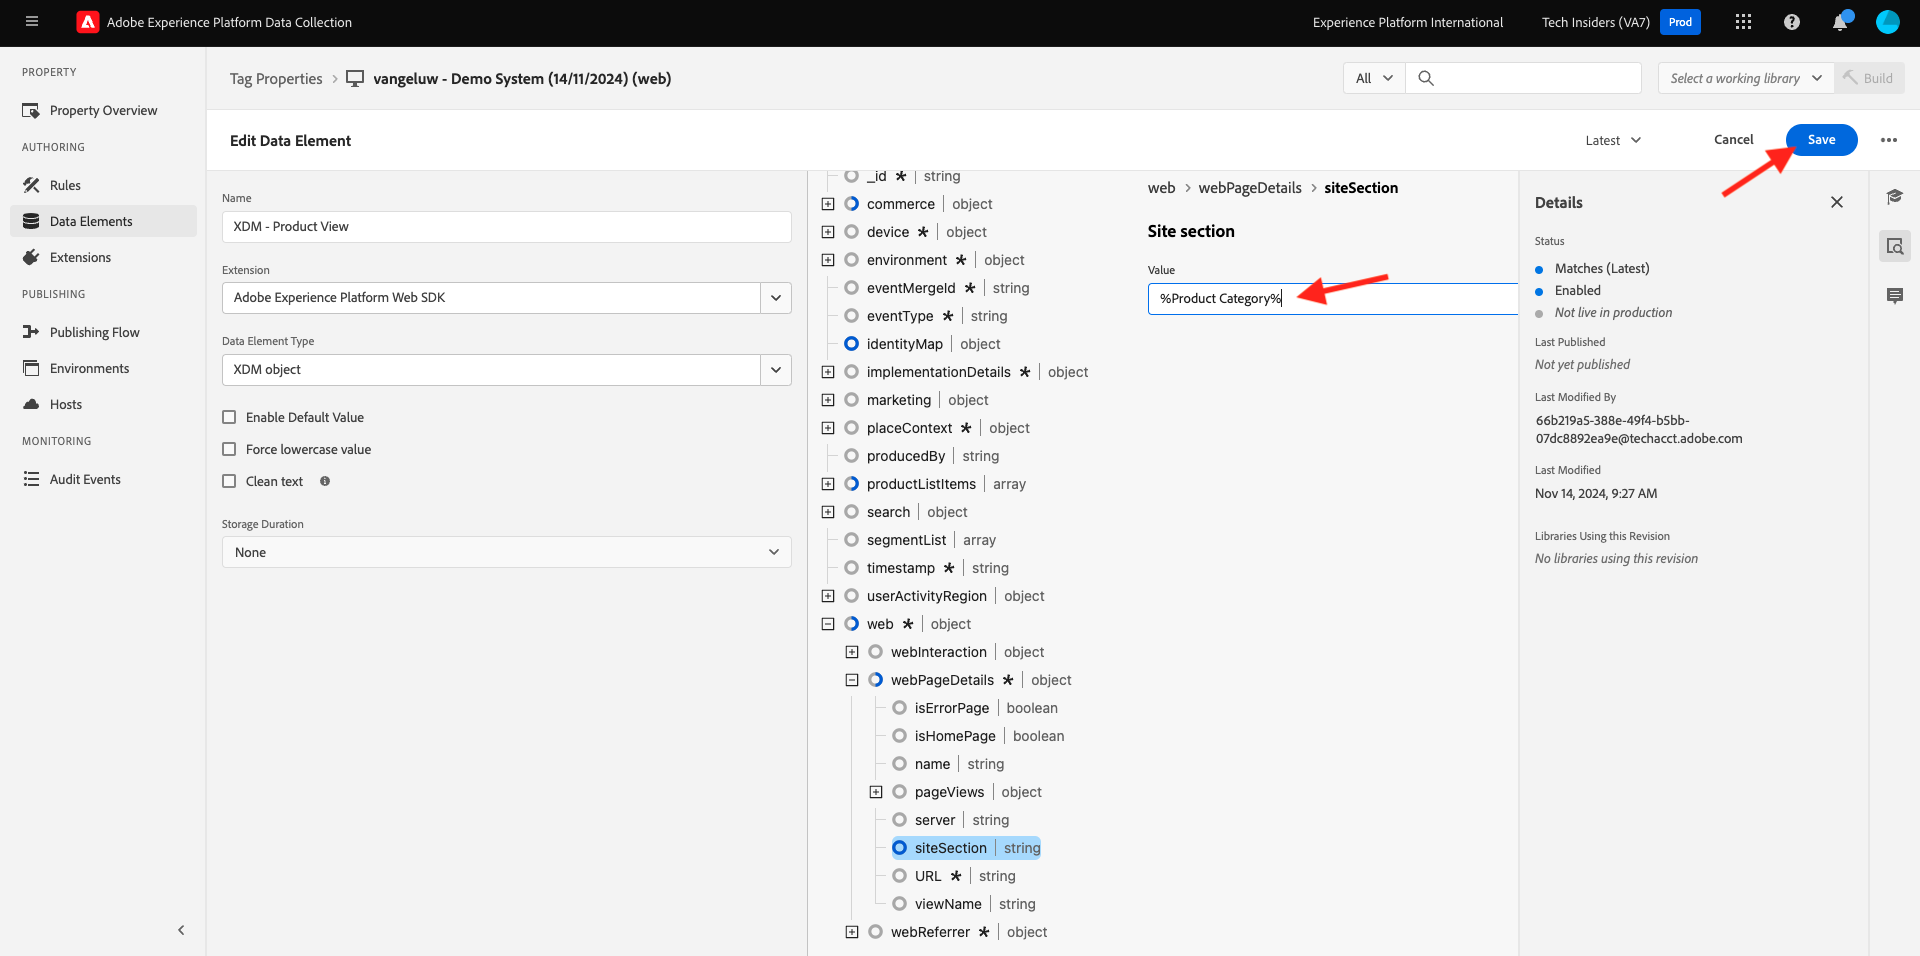 Adobe Experience Platform Data Collection
Experience Platform International
Tech Insiders (VA7)
Prod
PROPERTY
Property Overview
AUTHORING
Rules
Data Elements
Extensions
PUBLISHING
Publishing Flow
Environments
Hosts
MONITORING
Audit Events
Tag Properties > vangeluw - Demo System (14/11/2024) (web)
All
Select a working library
Build
Edit Data Element
Latest
Cancel
Save
Name
XDM - Product View
Extension
Adobe Experience Platform Web SDK
Data Element Type
XDM object
Enable Default Value
Force lowercase value
Clean text
Storage Duration
None
_id * | string
commerce | object
device * | object
environment * | object
eventMergeId * | string
eventType * | string
identityMap | object
implementationDetails * | object
marketing | object
placeContext * | object
producedBy | string
productListItems | array
search | object
segmentList | array
timestamp * | string
userActivityRegion | object
web * | object
webInteraction | object
webPageDetails * | object
isErrorPage | boolean
isHomePage | boolean
name | string
pageViews | object
server | string
siteSection | string
URL * | string
viewName | string
webReferrer * | object
web > webPageDetails > siteSection
Site section
Value
%Product Category%
Details
Status
Matches (Latest)
Enabled
Not live in production
Last Published
Not yet published
Last Modified By
66b219a5-388e-49f4-b5bb-
07dc8892ea9e@techacct.adobe.com
Last Modified
Nov 14, 2024, 9:27 AM
Libraries Using this Revision
No libraries using this revision